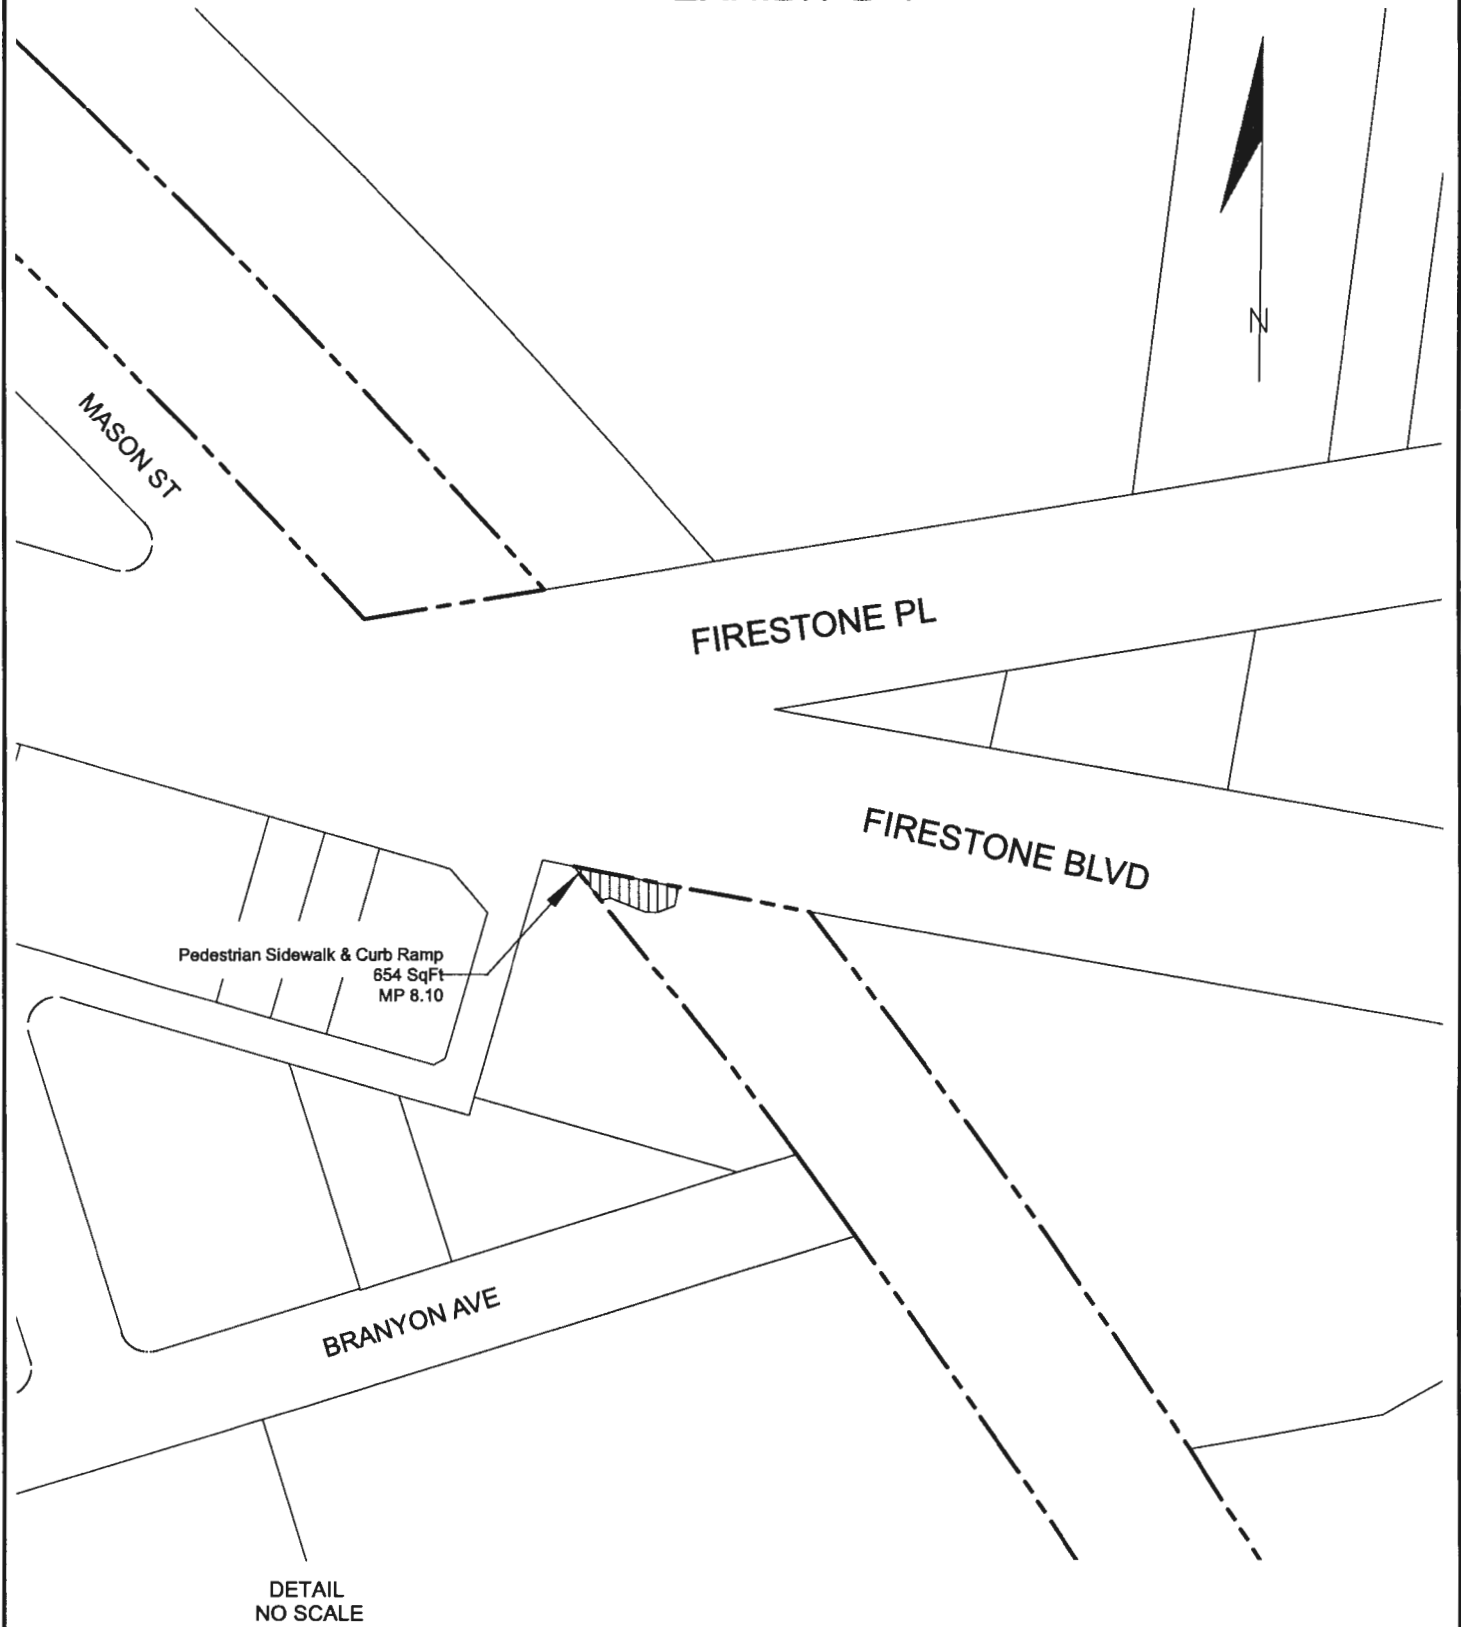 N
MASON ST
FIRESTONE PL
FIRESTONE BLVD
Pedestrian Sidewalk & Curb Ramp
654 SqFt
MP 8.10
BRANYON AVE
DETAIL
NO SCALE